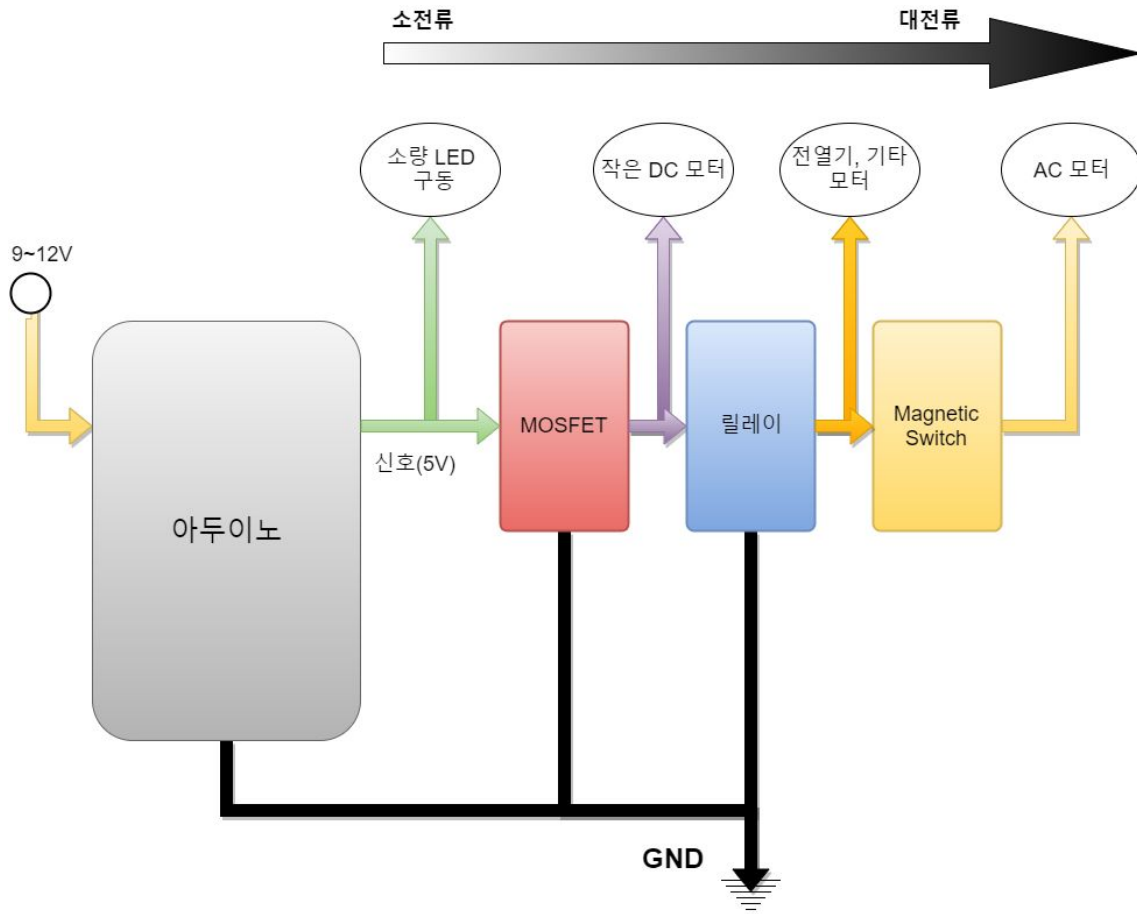 소전류
대전류
소량 LED
구동
작은 DC 모터
전열기, 기타
모터
AC 모터
9~12V
아두이노
신호(5V)
MOSFET
릴레이
Magnetic
Switch
GND